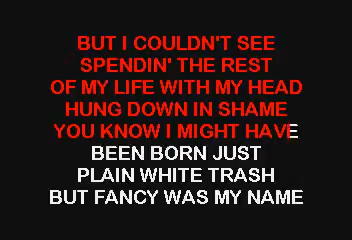 BUT I COULDN'T SEE
SPENDIN' THE REST
OF MY LIFE WITH MY HEAD
HUNG DOWN IN SHAME
YOU KNOW I MIGHT HAVE
BEEN BORN JUST
PLAIN WHITE TRASH
BUT FANCY WAS MY NAME